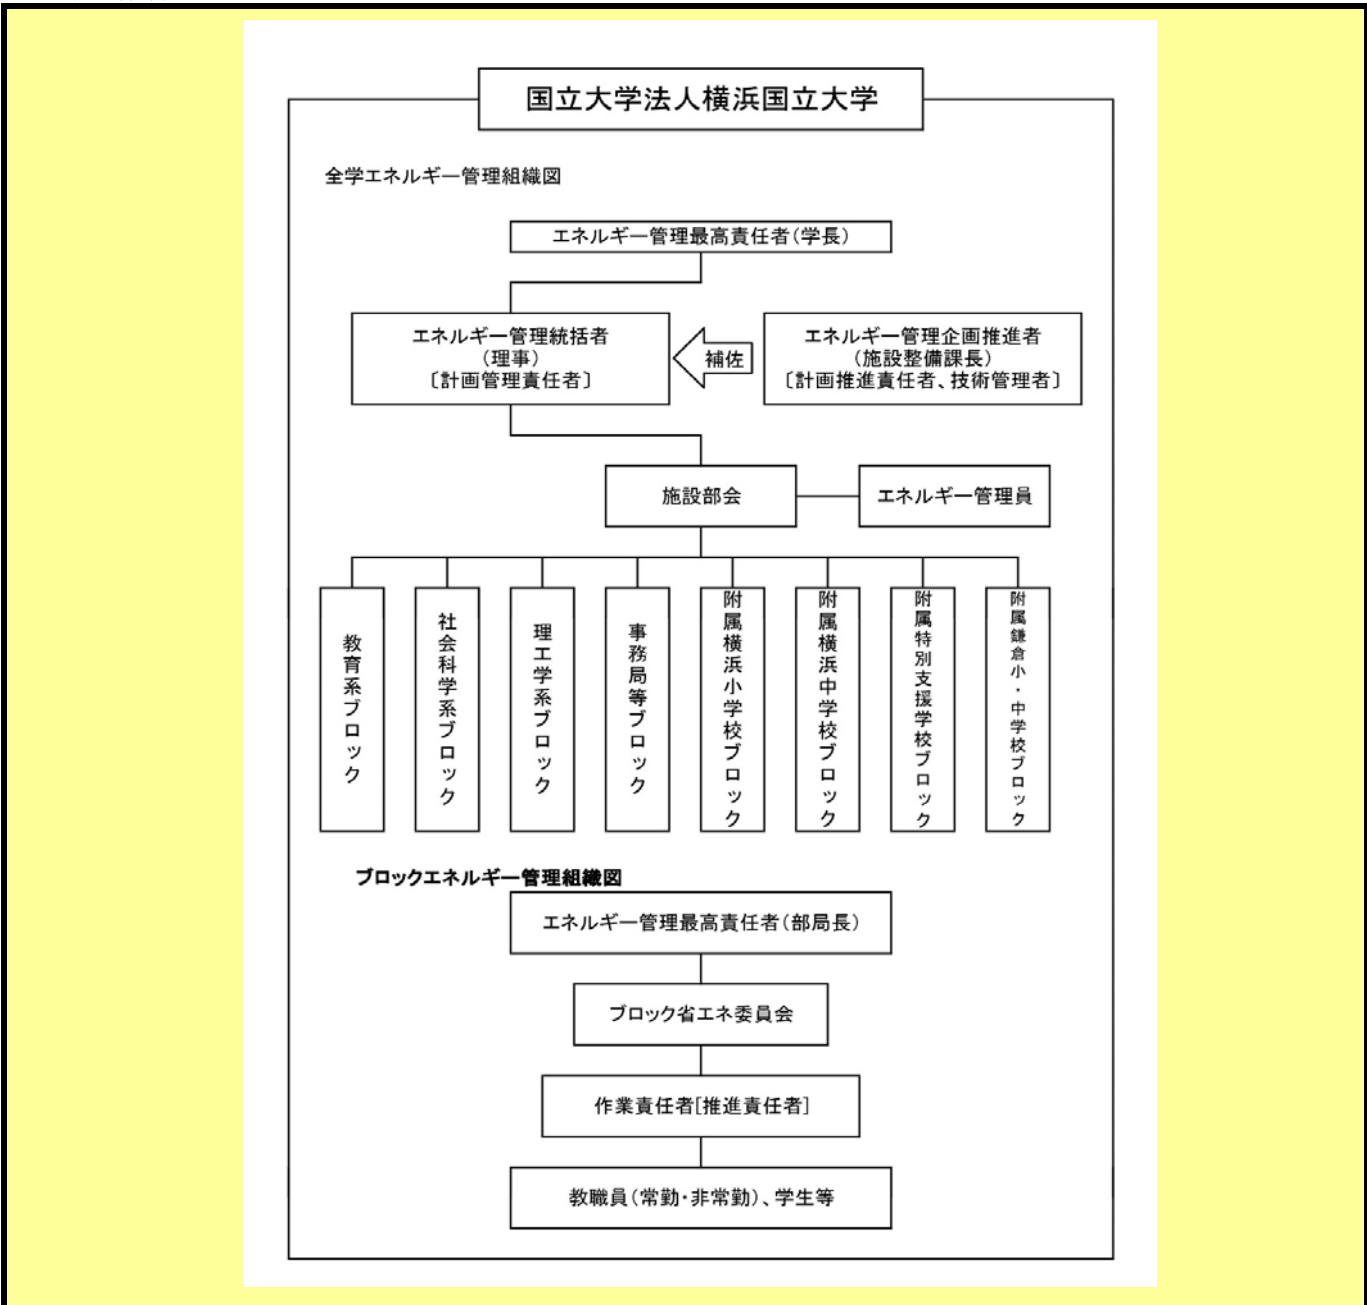 国立大学法人横浜国立大学
全学エネルギー管理組織図
エネルギー管理最高責任者(学長)
エネルギー管理統括者
(理事)
〔計画管理責任者〕
補佐
エネルギー管理企画推進者
(施設整備課長)
〔計画推進責任者、技術管理者〕
施設部会
エネルギー管理員
教育系ブロック
社会科学系ブロック
理工学系ブロック
事務局等ブロック
附属横浜小学校ブロック
附属横浜中学校ブロック
附属特別支援学校ブロック
附属鎌倉小・中学校ブロック
ブロックエネルギー管理組織図
エネルギー管理最高責任者(部局長)
ブロック省エネ委員会
作業責任者[推進責任者]
教職員(常勤・非常勤)、学生等